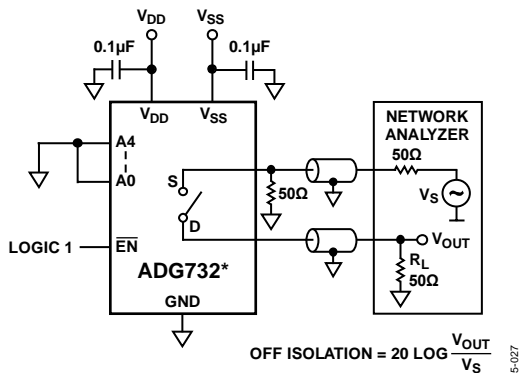 VDD
VSS
0.1µF
0.1µF
VDD
VSS
A4
A0
S
D
50Ω
LOGIC 1
EN
ADG732*
GND
NETWORK
ANALYZER
50Ω
VS
VOUT
RL
50Ω
OFF ISOLATION = 20 LOG VOUT
VS
5-027